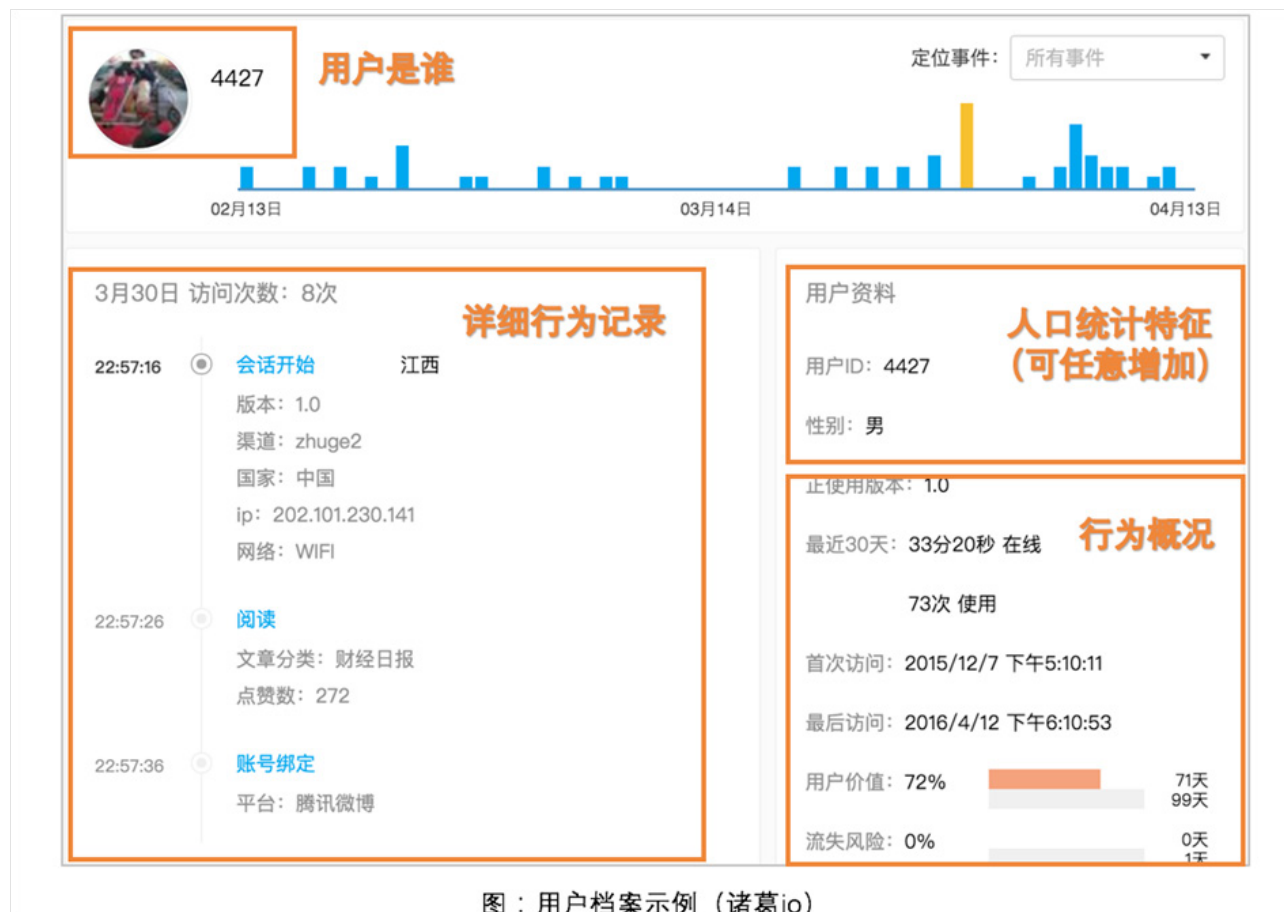 4427
用户是谁
定位事件： 所有事件
02月13日 03月14日 04月13日
3月30日 访问次数：8次
详细行为记录
22:57:16 会话开始 江西
版本：1.0
渠道：zhuge2
国家：中国
ip：202.101.230.141
网络：WIFI
22:57:26 阅读
文章分类：财经日报
点赞数：272
22:57:36 账号绑定
平台：腾讯微博
用户资料
人口统计特征
（可任意增加）
用户ID：4427
性别：男
正使用版本：1.0
行为概况
最近30天：33分20秒 在线
73次 使用
首次访问：2015/12/7 下午5:10:11
最后访问：2016/4/12 下午6:10:53
用户价值：72% 71天
99天
流失风险：0% 0天
1天
图：用户档案示例（诸葛io）